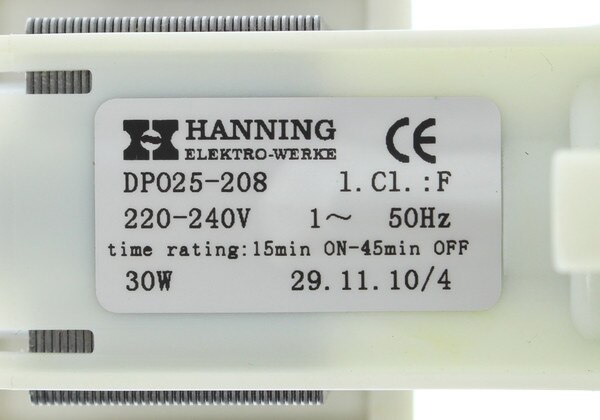 HANNING
ELEKTRO-WERKE
CE
DP025-208 l.Cl.:F
220-240V 1~ 50Hz
time rating:15min ON-45min OFF
30W 29.11.10/4